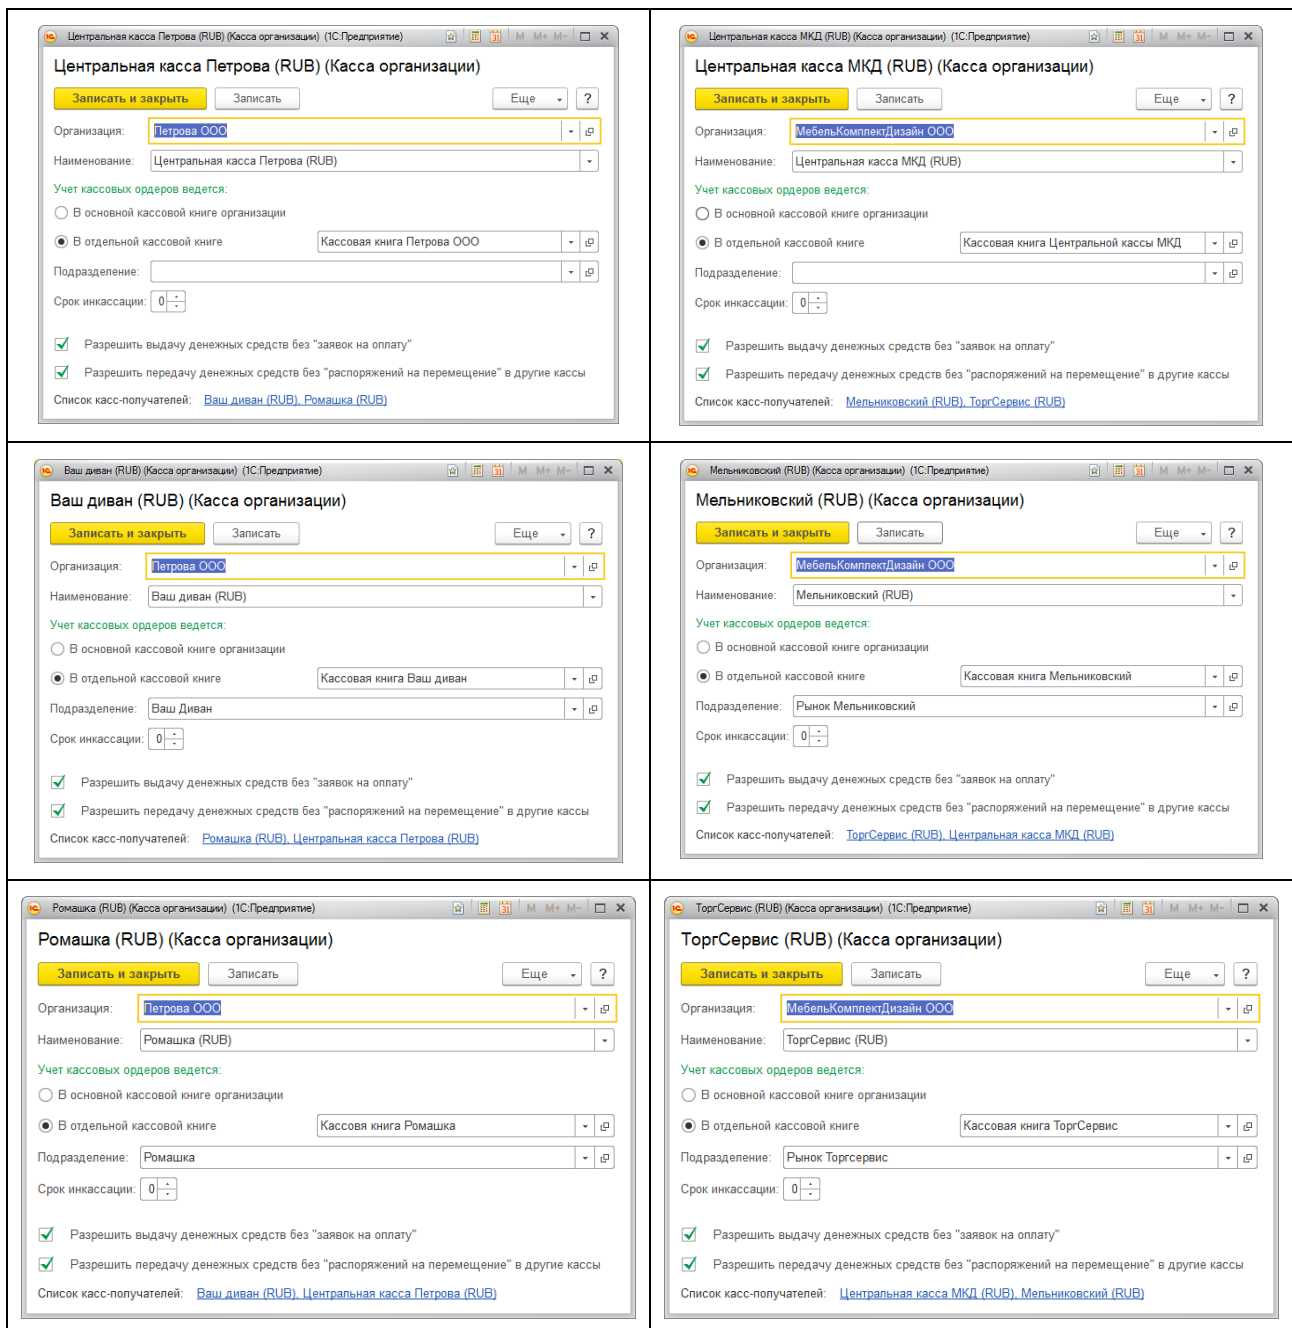 Центральная касса Петрова (RUB) (Касса организации) (1С:Предприятие) 31 M M+ M-
Центральная касса Петрова (RUB) (Касса организации)
Записать и закрыть Записать Еще ?
Организация: Петрова ООО
Наименование: Центральная касса Петрова (RUB)
Учет кассовых ордеров ведется:
В основной кассовой книге организации
В отдельной кассовой книге Кассовая книга Петрова ООО
Подразделение:
Срок инкассации: 0
Разрешить выдачу денежных средств без "заявок на оплату"
Разрешить передачу денежных средств без "распоряжений на перемещение" в другие кассы
Список касс-получателей: Ваш диван (RUB), Ромашка (RUB)
Центральная касса МКД (RUB) (Касса организации) (1С:Предприятие) 31 M M+ M-
Центральная касса МКД (RUB) (Касса организации)
Записать и закрыть Записать Еще ?
Организация: МебельКомплектДизайн ООО
Наименование: Центральная касса МКД (RUB)
Учет кассовых ордеров ведется:
В основной кассовой книге организации
В отдельной кассовой книге Кассовая книга Центральной кассы МКД
Подразделение:
Срок инкассации: 0
Разрешить выдачу денежных средств без "заявок на оплату"
Разрешить передачу денежных средств без "распоряжений на перемещение" в другие кассы
Список касс-получателей: Мельниковский (RUB), ТоргСервис (RUB)
Ваш диван (RUB) (Касса организации) (1С:Предприятие) 31 M M+ M-
Ваш диван (RUB) (Касса организации)
Записать и закрыть Записать Еще ?
Организация: Петрова ООО
Наименование: Ваш диван (RUB)
Учет кассовых ордеров ведется:
В основной кассовой книге организации
В отдельной кассовой книге Кассовая книга Ваш диван
Подразделение: Ваш Диван
Срок инкассации: 0
Разрешить выдачу денежных средств без "заявок на оплату"
Разрешить передачу денежных средств без "распоряжений на перемещение" в другие кассы
Список касс-получателей: Ромашка (RUB), Центральная касса Петрова (RUB)
Мельниковский (RUB) (Касса организации) (1С:Предприятие) 31 M M+ M-
Мельниковский (RUB) (Касса организации)
Записать и закрыть Записать Еще ?
Организация: МебельКомплектДизайн ООО
Наименование: Мельниковский (RUB)
Учет кассовых ордеров ведется:
В основной кассовой книге организации
В отдельной кассовой книге Кассовая книга Мельниковский
Подразделение: Рынок Мельниковский
Срок инкассации: 0
Разрешить выдачу денежных средств без "заявок на оплату"
Разрешить передачу денежных средств без "распоряжений на перемещение" в другие кассы
Список касс-получателей: ТоргСервис (RUB), Центральная касса МКД (RUB)
Ромашка (RUB) (Касса организации) (1С:Предприятие) 31 M M+ M-
Ромашка (RUB) (Касса организации)
Записать и закрыть Записать Еще ?
Организация: Петрова ООО
Наименование: Ромашка (RUB)
Учет кассовых ордеров ведется:
В основной кассовой книге организации
В отдельной кассовой книге Кассовя книга Ромашка
Подразделение: Ромашка
Срок инкассации: 0
Разрешить выдачу денежных средств без "заявок на оплату"
Разрешить передачу денежных средств без "распоряжений на перемещение" в другие кассы
Список касс-получателей: Ваш диван (RUB), Центральная касса Петрова (RUB)
ТоргСервис (RUB) (Касса организации) (1С:Предприятие) 31 M M+ M-
ТоргСервис (RUB) (Касса организации)
Записать и закрыть Записать Еще ?
Организация: МебельКомплектДизайн ООО
Наименование: ТоргСервис (RUB)
Учет кассовых ордеров ведется:
В основной кассовой книге организации
В отдельной кассовой книге Кассовая книга ТоргСервис
Подразделение: Рынок Торгсервис
Срок инкассации: 0
Разрешить выдачу денежных средств без "заявок на оплату"
Разрешить передачу денежных средств без "распоряжений на перемещение" в другие кассы
Список касс-получателей: Центральная касса МКД (RUB), Мельниковский (RUB)